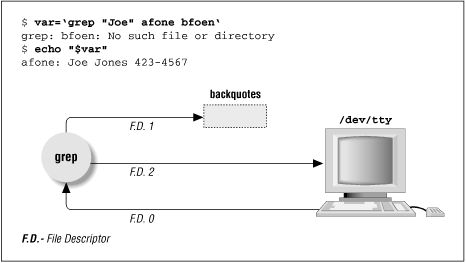 $ var=‘grep "Joe" afone bfoen‘
grep: bfoen: No such file or directory
$ echo "$var"
afone: Joe Jones 423-4567
backquotes
/dev/tty
F.D. 1
grep
F.D. 2
F.D. 0
F.D.- File Descriptor